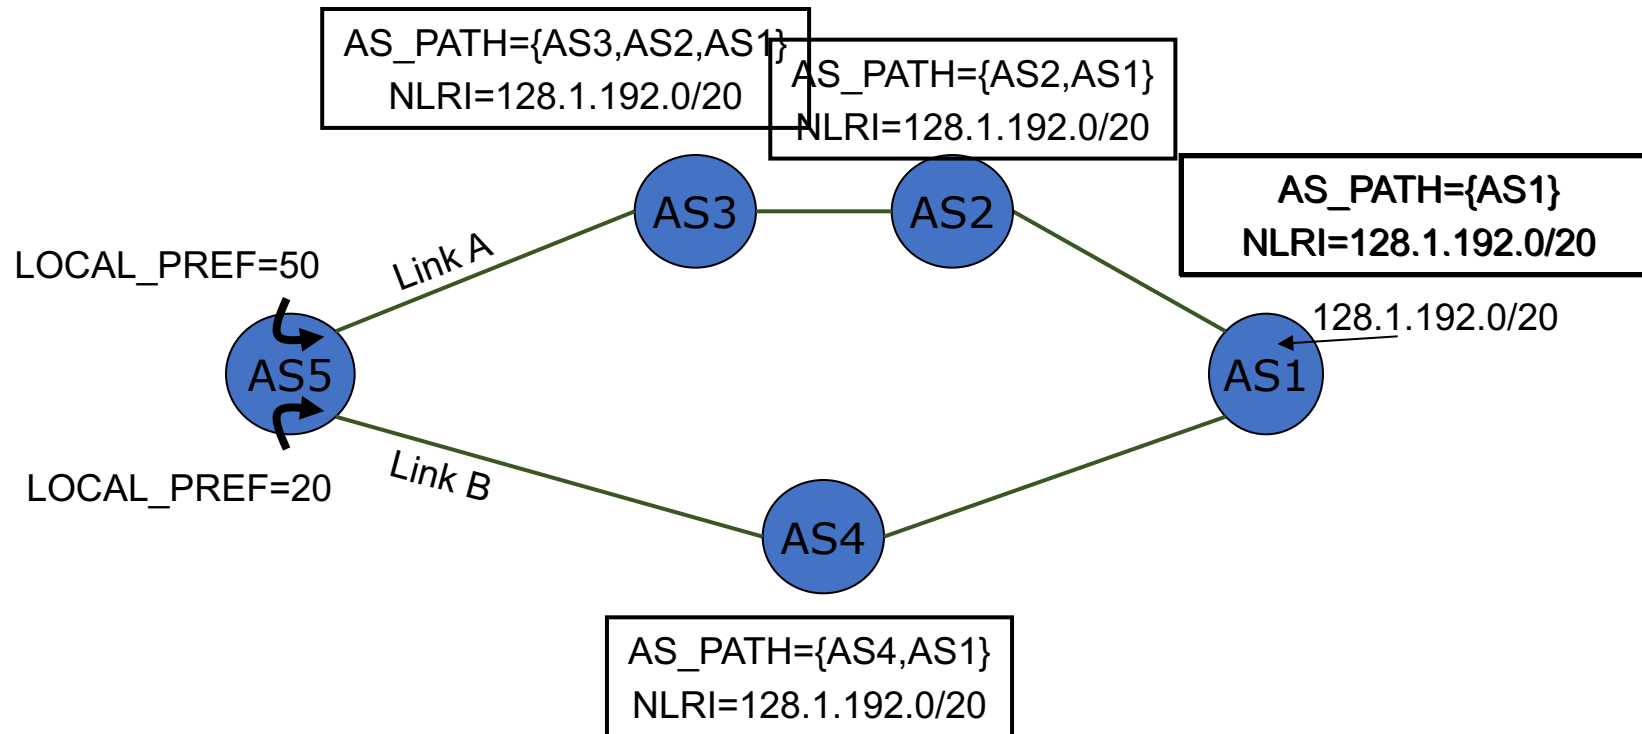 AS_PATH={AS3,AS2,AS1}
NLRI=128.1.192.0/20
AS_PATH={AS2,AS1}
NLRI=128.1.192.0/20
AS_PATH={AS1}
NLRI=128.1.192.0/20
AS3
AS2
Link A
LOCAL_PREF=50
128.1.192.0/20
AS5
AS1
Link B
LOCAL_PREF=20
AS4
AS_PATH={AS4,AS1}
NLRI=128.1.192.0/20